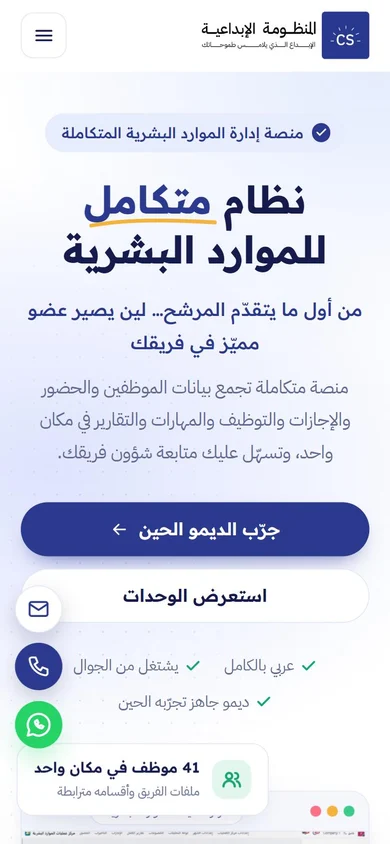 المنظومة الإبداعية
الإبداع الذي يلامس طموحاتك
CS
منصة إدارة الموارد البشرية المتكاملة
نظام متكامل
للموارد البشرية
من أول ما يتقدّم المرشح... لين يصير عضو
مميّز في فريقك
منصة متكاملة تجمع بيانات الموظفين والحضور
والإجازات والتوظيف والمهارات والتقارير في مكان
واحد، وتسهّل عليك متابعة شؤون فريقك.
جرّب الديمو الحين ←
استعرض الوحدات
عربي بالكامل
يشتغل من الجوال
ديمو جاهز تجرّبه الحين
41 موظف في مكان واحد
ملفات الفريق وأقسامه مترابطة